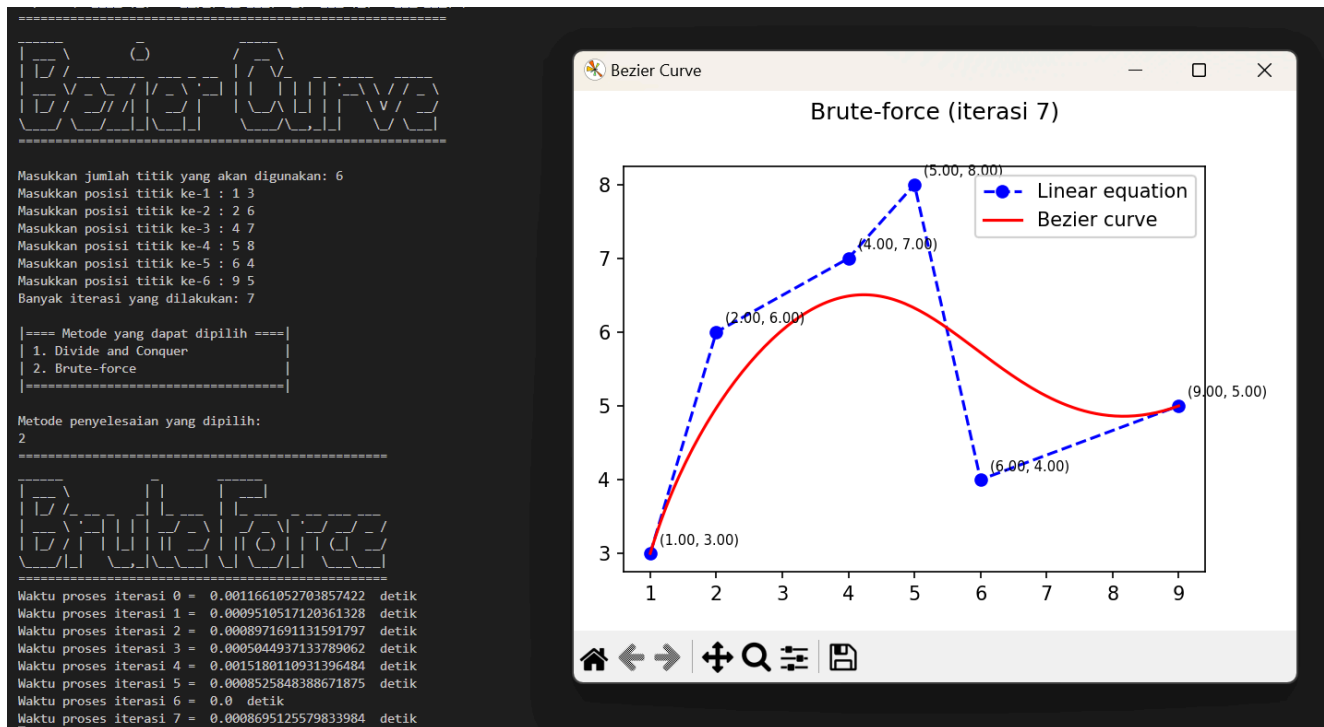 Bezier Curve
Masukkan jumlah titik yang akan digunakan: 6
Masukkan posisi titik ke-1 : 1 3
Masukkan posisi titik ke-2 : 2 6
Masukkan posisi titik ke-3 : 4 7
Masukkan posisi titik ke-4 : 5 8
Masukkan posisi titik ke-5 : 6 4
Masukkan posisi titik ke-6 : 9 5
Banyak iterasi yang dilakukan: 7
|==== Metode yang dapat dipilih ====|
| 1. Divide and Conquer |
| 2. Brute-force |
|===================================|
Metode penyelesaian yang dipilih:
2
Brute Force
Waktu proses iterasi 0 =  0.0011661052703857422  detik
Waktu proses iterasi 1 =  0.0009510517120361328  detik
Waktu proses iterasi 2 =  0.0008971691131591797  detik
Waktu proses iterasi 3 =  0.0005044937133789062  detik
Waktu proses iterasi 4 =  0.0015180110931396484  detik
Waktu proses iterasi 5 =  0.0008525848388671875  detik
Waktu proses iterasi 6 =  0.0  detik
Waktu proses iterasi 7 =  0.0008695125579833984  detik
Bezier Curve
Brute-force (iterasi 7)
Linear equation
Bezier curve
(5.00, 8.00)
(4.00, 7.00)
(2.00, 6.00)
(9.00, 5.00)
(6.00, 4.00)
(1.00, 3.00)
8
7
6
5
4
3
1 2 3 4 5 6 7 8 9